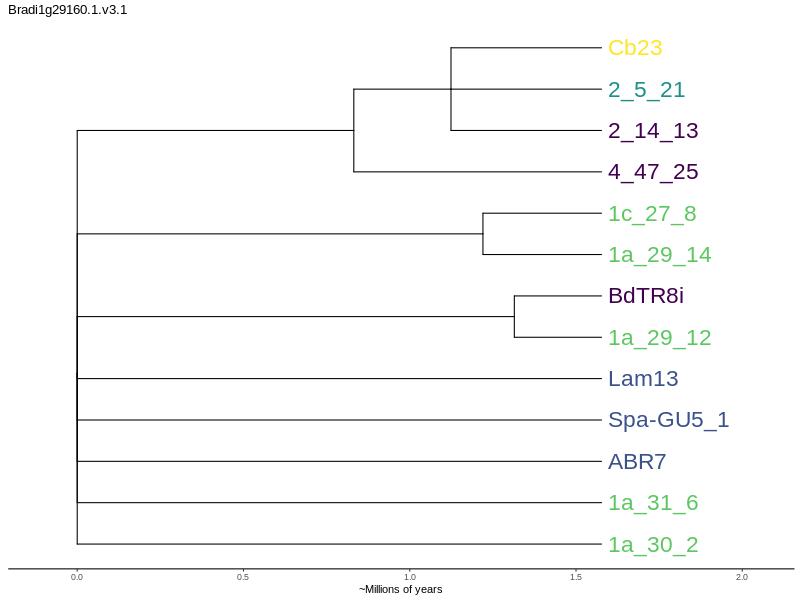 Bradi1g29160.1.v3.1
Cb23
2_5_21
2_14_13
4_47_25
1c_27_8
1a_29_14
BdTR8i
1a_29_12
Lam13
Spa-GU5_1
ABR7
1a_31_6
1a_30_2
0.0 0.5 1.0 1.5 2.0
~Millions of years